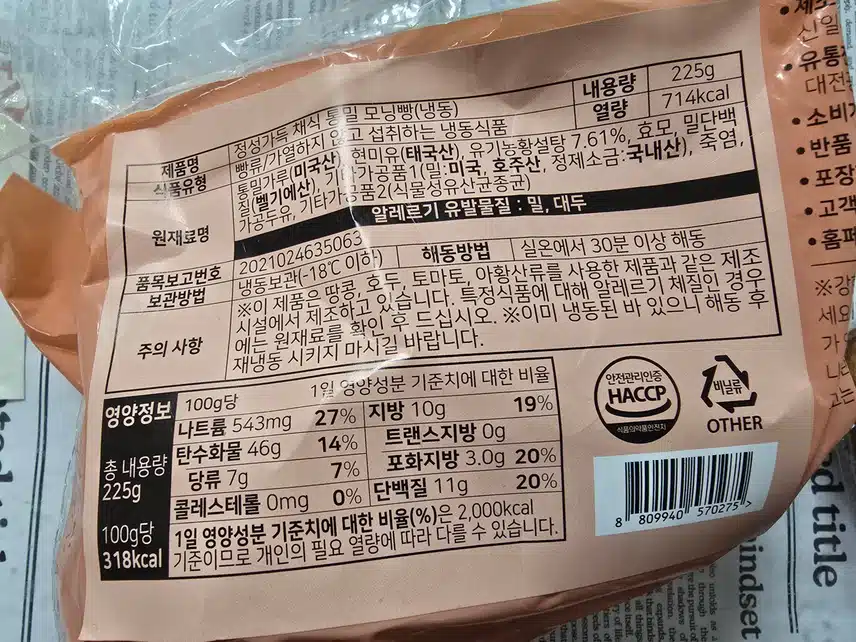 제품명 정성가득 채식 통밀 모닝빵(냉동) 내용량 225g
식품유형 빵류/가열하지 않고 섭취하는 냉동식품 열량 714kcal
원재료명 통밀가루(미국산), 현미유(태국산), 유기농황설탕 7.61%, 효모, 밀단백
질(벨기에산), 기타가공품1(밀:미국, 호주산, 정제소금:국내산), 죽염,
가공두유, 기타가공품2(식물성유산균종균)
알레르기 유발물질 : 밀, 대두
품목보고번호 2021024635063
보관방법 냉동보관(-18℃ 이하) 해동방법 실온에서 30분 이상 해동
주의 사항 ※이 제품은 땅콩, 호두, 토마토, 아황산류를 사용한 제품과 같은 제조
시설에서 제조하고 있습니다. 특정식품에 대해 알레르기 체질인 경우
에는 원재료를 확인 후 드십시오. ※이미 냉동된 바 있으니 해동 후
재냉동 시키지 마시길 바랍니다.
영양정보 100g당 1일 영양성분 기준치에 대한 비율
나트륨 543mg 27% 지방 10g 19%
탄수화물 46g 14% 트랜스지방 0g
당류 7g 7% 포화지방 3.0g 20%
콜레스테롤 0mg 0% 단백질 11g 20%
총 내용량
225g
100g당
318kcal
1일 영양성분 기준치에 대한 비율(%)은 2,000kcal
기준이므로 개인의 필요 열량에 따라 다를 수 있습니다.
안전관리인증
HACCP
식품의약품안전처
비닐류
OTHER
8 809940 570275 >
신일
• 유통
대전
• 소비
• 반품
• 포장
• 고객
• 홈페
세요
title
indset